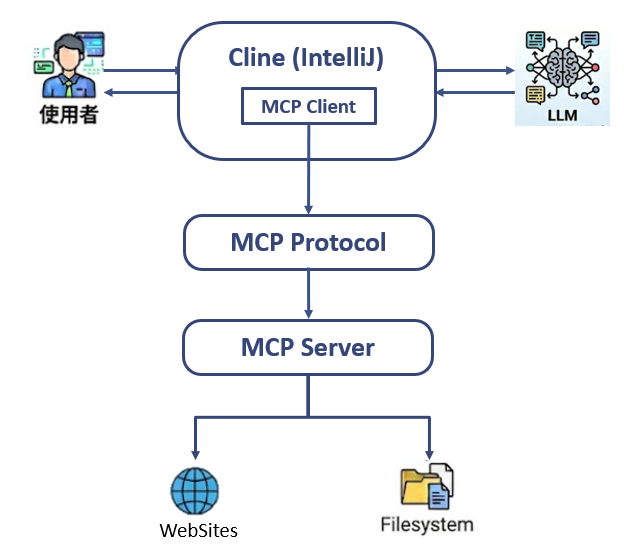 Cline (IntelliJ)
MCP Client
使用者
LLM
MCP Protocol
MCP Server
WebSites
Filesystem